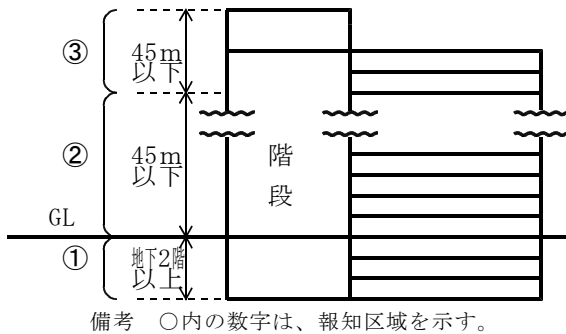 ③
45m
以下
②
45m
以下
階
段
GL
①
地下2階
以上
備考　○内の数字は、報知区域を示す。